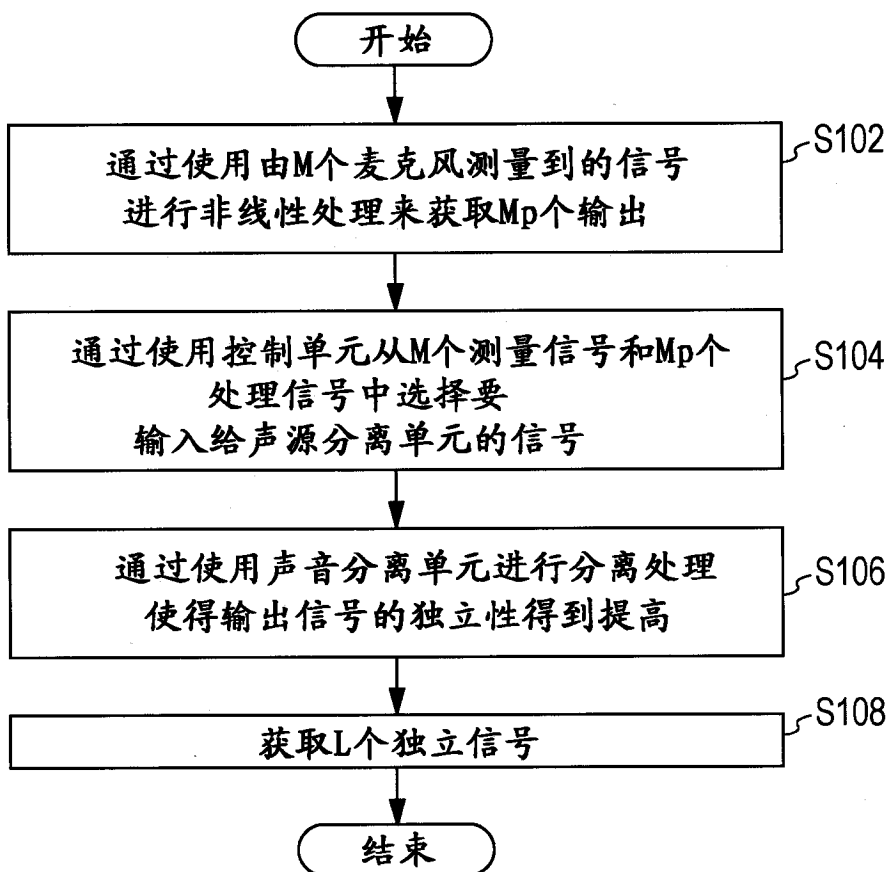 开始
通过使用由M个麦克风测量到的信号
进行非线性处理来获取Mp个输出
S102
通过使用控制单元从M个测量信号和Mp个
处理信号中选择要
输入给声源分离单元的信号
S104
通过使用声音分离单元进行分离处理
使得输出信号的独立性得到提高
S106
获取L个独立信号
S108
结束